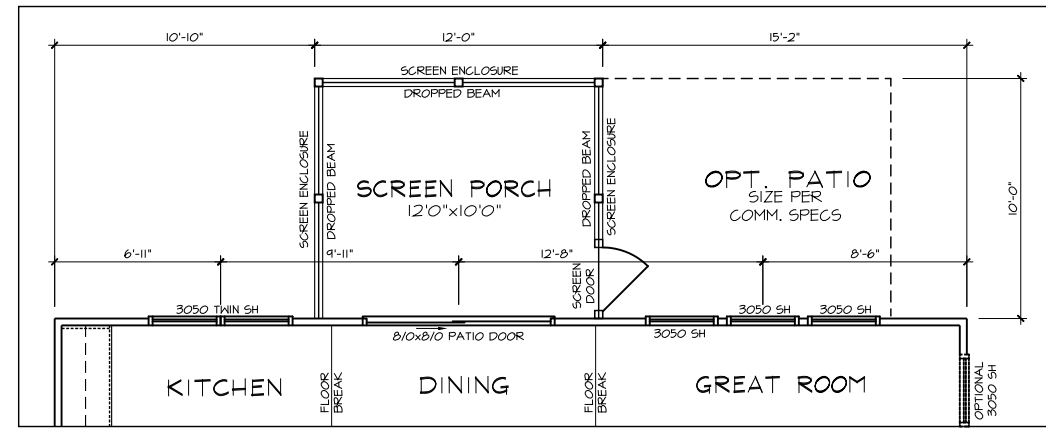 10'-10"
12'-0"
15'-2"
SCREEN ENCLOSURE
DROPPED BEAM
SCREEN ENCLOSURE
DROPPED BEAM
SCREEN PORCH
12'0"x10'0"
DROPPED BEAM
SCREEN ENCLOSURE
OPT. PATIO
SIZE PER
COMM. SPECS
10'-0"
6'-11"
9'-11"
12'-8"
8'-6"
SCREEN
DOOR
3050 TWIN SH
8/0x8/0 PATIO DOOR
3050 SH
3050 SH
3050 SH
KITCHEN
FLOOR
BREAK
DINING
FLOOR
BREAK
GREAT ROOM
OPTIONAL
3050 SH